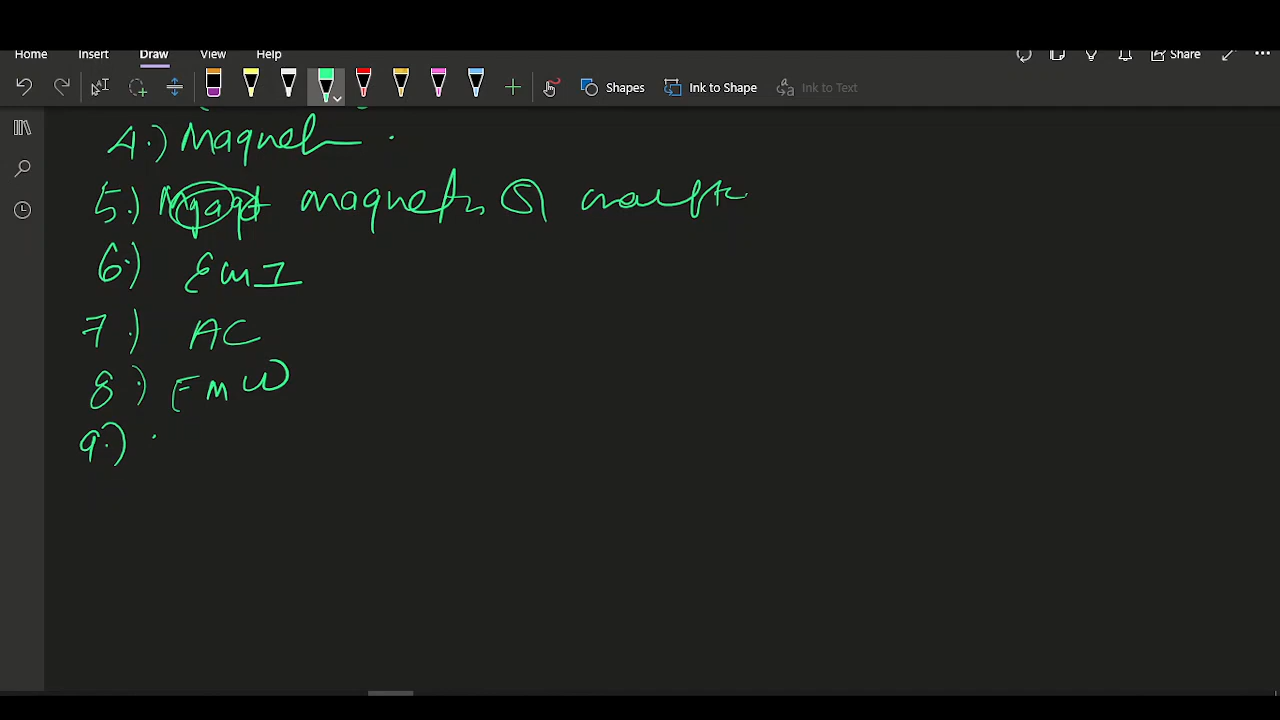 Home Insert Draw View Help Share
Ink to Shape Shapes Ink to Text
4.) Magnet
5.) magnetis &
6.) EMI
7.) AC
8.) EMW
9.)